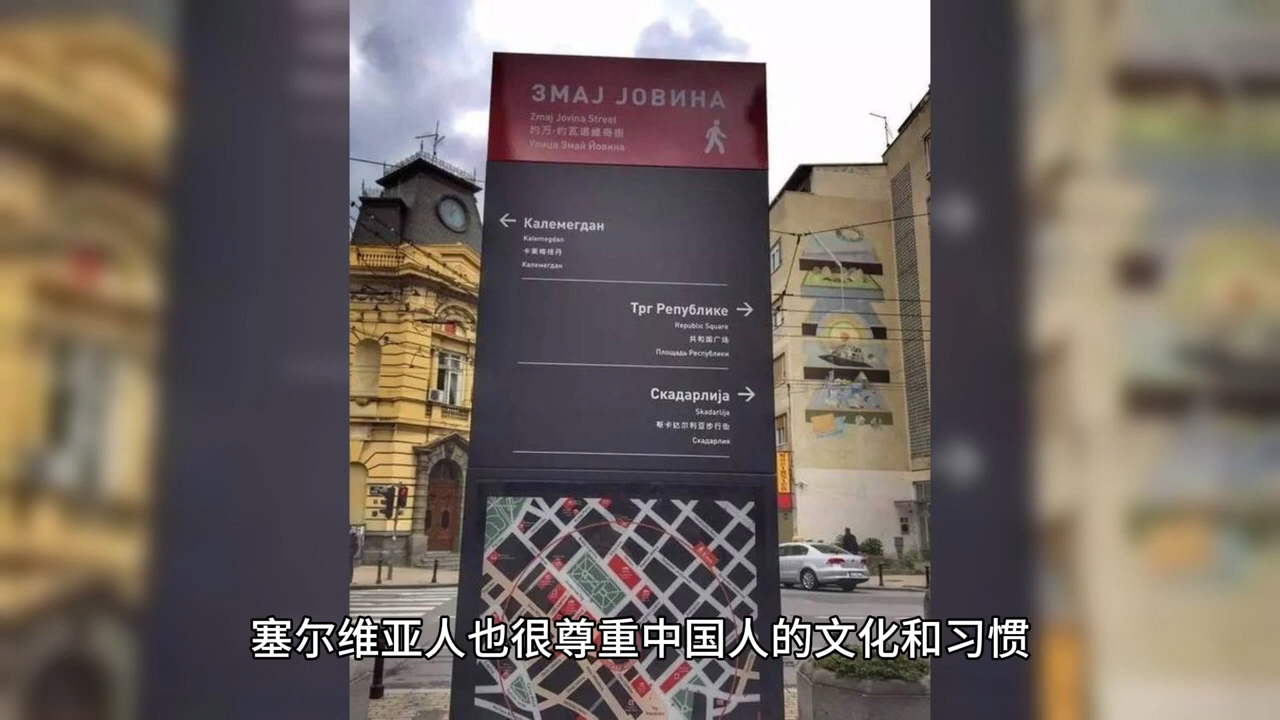 ЗМАЈ ЈОВИНА
Zmaj Jovina Street
约万·约瓦诺维奇街
Улица Змай Йовина
Калемегдан
Kalemegdan
卡莱梅格丹
Калемегдан
Трг Републике
Republic Square
共和国广场
Площадь Республики
Скадарлија
Skadarlija
斯卡达尔利亚步行街
Скадарлия
塞尔维亚人也很尊重中国人的文化和习惯